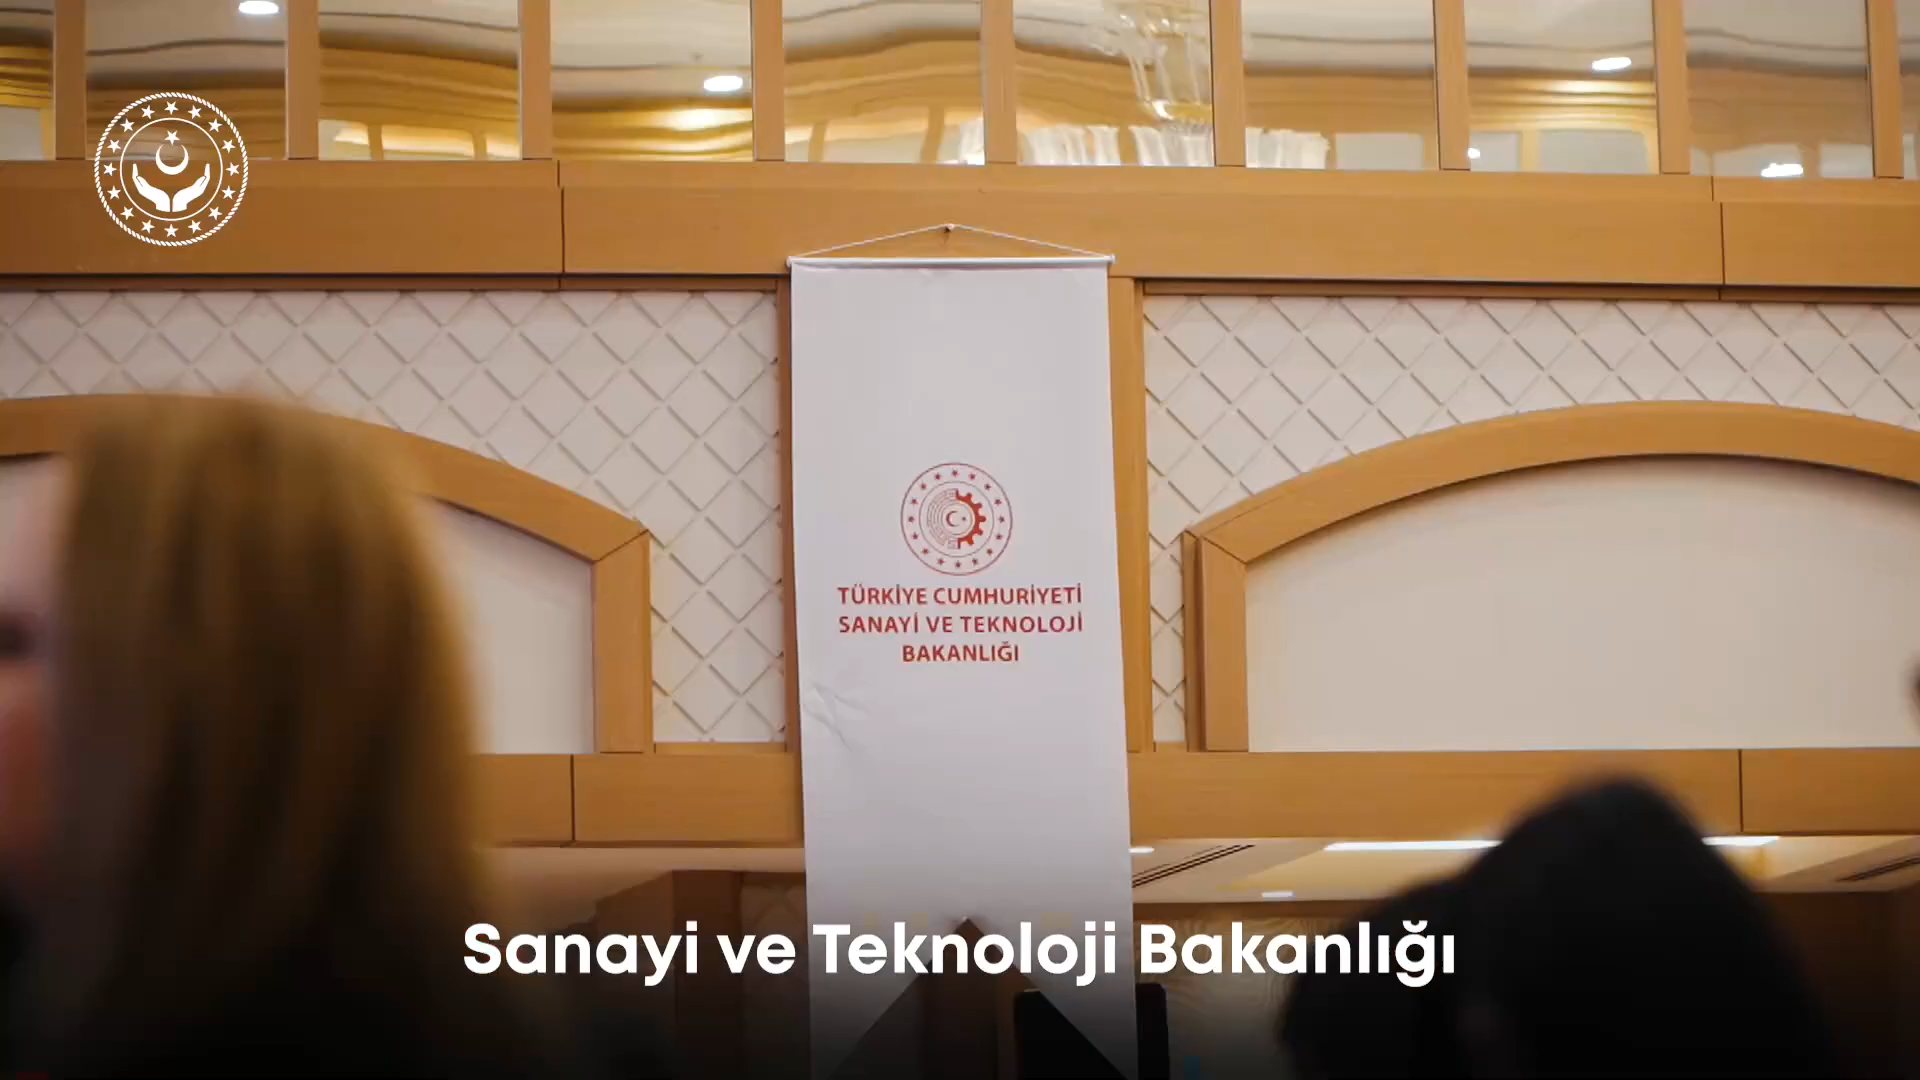 TÜRKİYE CUMHURİYETİ
SANAYİ VE TEKNOLOJİ
BAKANLIĞI
Sanayi ve Teknoloji Bakanlığı